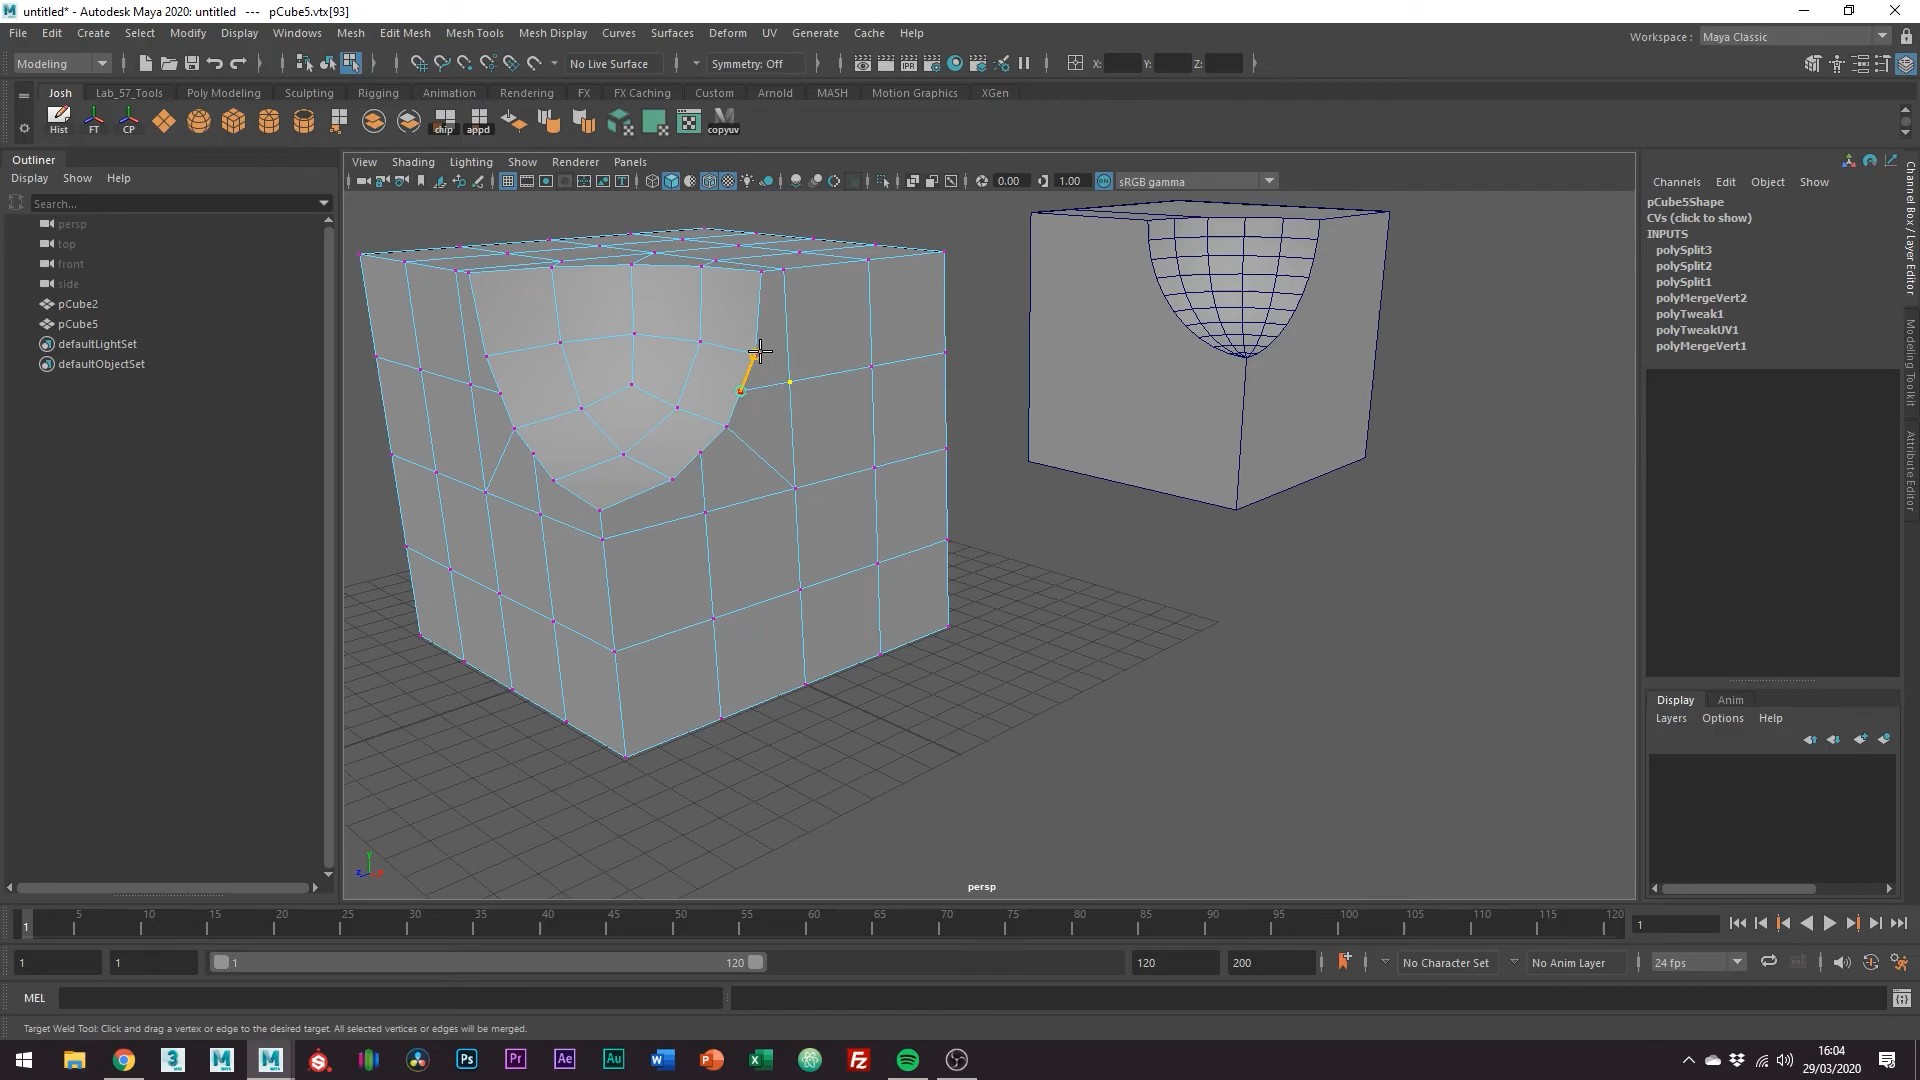 untitled* - Autodesk Maya 2020: untitled --- pCube5.vtx[93]
File Edit Create Select Modify Display Windows Mesh Edit Mesh Mesh Tools Mesh Display Curves Surfaces Deform UV Generate Cache Help
Workspace : Maya Classic
Modeling No Live Surface Symmetry: Off X: Y: Z:
Josh Lab_57_Tools Poly Modeling Sculpting Rigging Animation Rendering FX FX Caching Custom Arnold MASH Motion Graphics XGen
Hist FT CP chip appd copyuv
Outliner
Display Show Help
Search...
persp
top
front
side
pCube2
pCube5
defaultLightSet
defaultObjectSet
View Shading Lighting Show Renderer Panels
0.00 1.00 sRGB gamma
persp
Channels Edit Object Show
pCube5Shape
CVs (click to show)
INPUTS
polySplit3
polySplit2
polySplit1
polyMergeVert2
polyTweak1
polyTweakUV1
polyMergeVert1
Channel Box / Layer Editor
Modeling Toolkit
Attribute Editor
Display Anim
Layers Options Help
1 5 10 15 20 25 30 35 40 45 50 55 60 65 70 75 80 85 90 95 100 105 110 115 120 1
1 1 1 120 120 200 No Character Set No Anim Layer 24 fps
MEL
Target Weld Tool: Click and drag a vertex or edge to the desired target. All selected vertices or edges will be merged.
16:04
29/03/2020